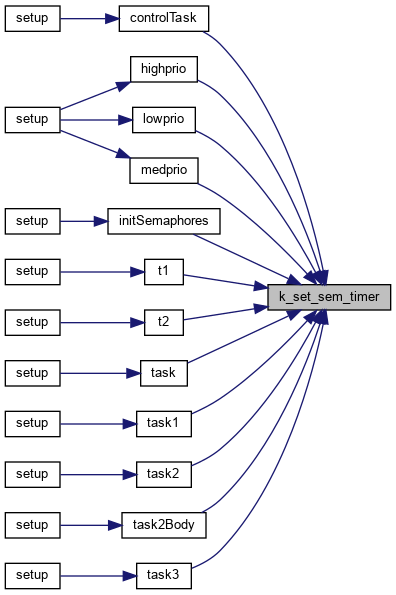 setup
controlTask
highprio
setup
lowprio
medprio
setup
initSemaphores
setup
t1
k_set_sem_timer
setup
t2
setup
task
setup
task1
setup
task2
setup
task2Body
setup
task3